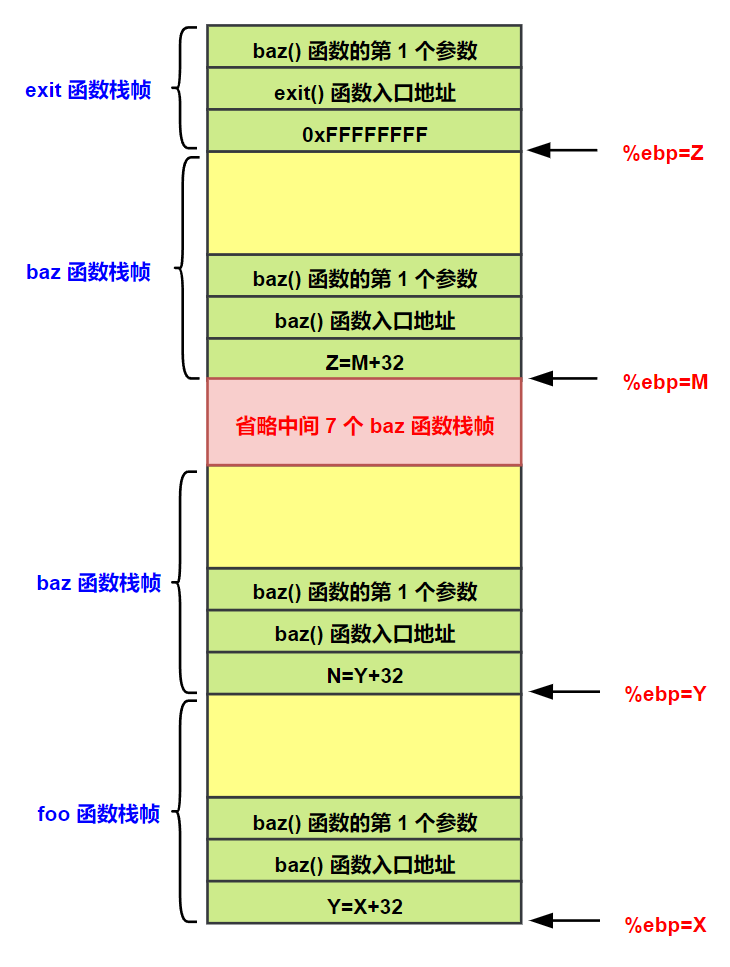 baz() 函数的第 1 个参数
exit 函数栈帧
exit() 函数入口地址
0xFFFFFFFF
%ebp=Z
baz 函数栈帧
baz() 函数的第 1 个参数
baz() 函数入口地址
Z=M+32
%ebp=M
省略中间 7 个 baz 函数栈帧
baz 函数栈帧
baz() 函数的第 1 个参数
baz() 函数入口地址
N=Y+32
%ebp=Y
foo 函数栈帧
baz() 函数的第 1 个参数
baz() 函数入口地址
Y=X+32
%ebp=X